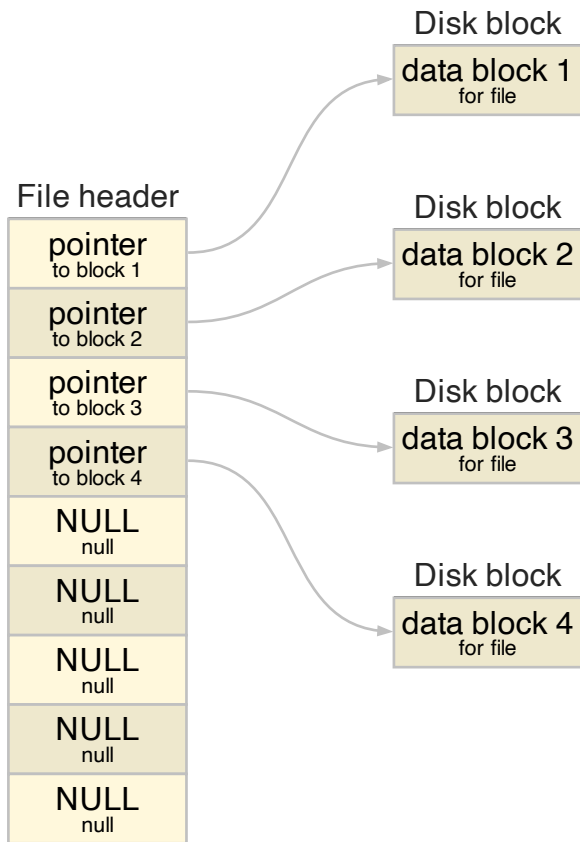 File header
pointer
to block 1
pointer
to block 2
pointer
to block 3
pointer
to block 4
NULL
null
NULL
null
NULL
null
NULL
null
NULL
null
Disk block
data block 1
for file
Disk block
data block 2
for file
Disk block
data block 3
for file
Disk block
data block 4
for file